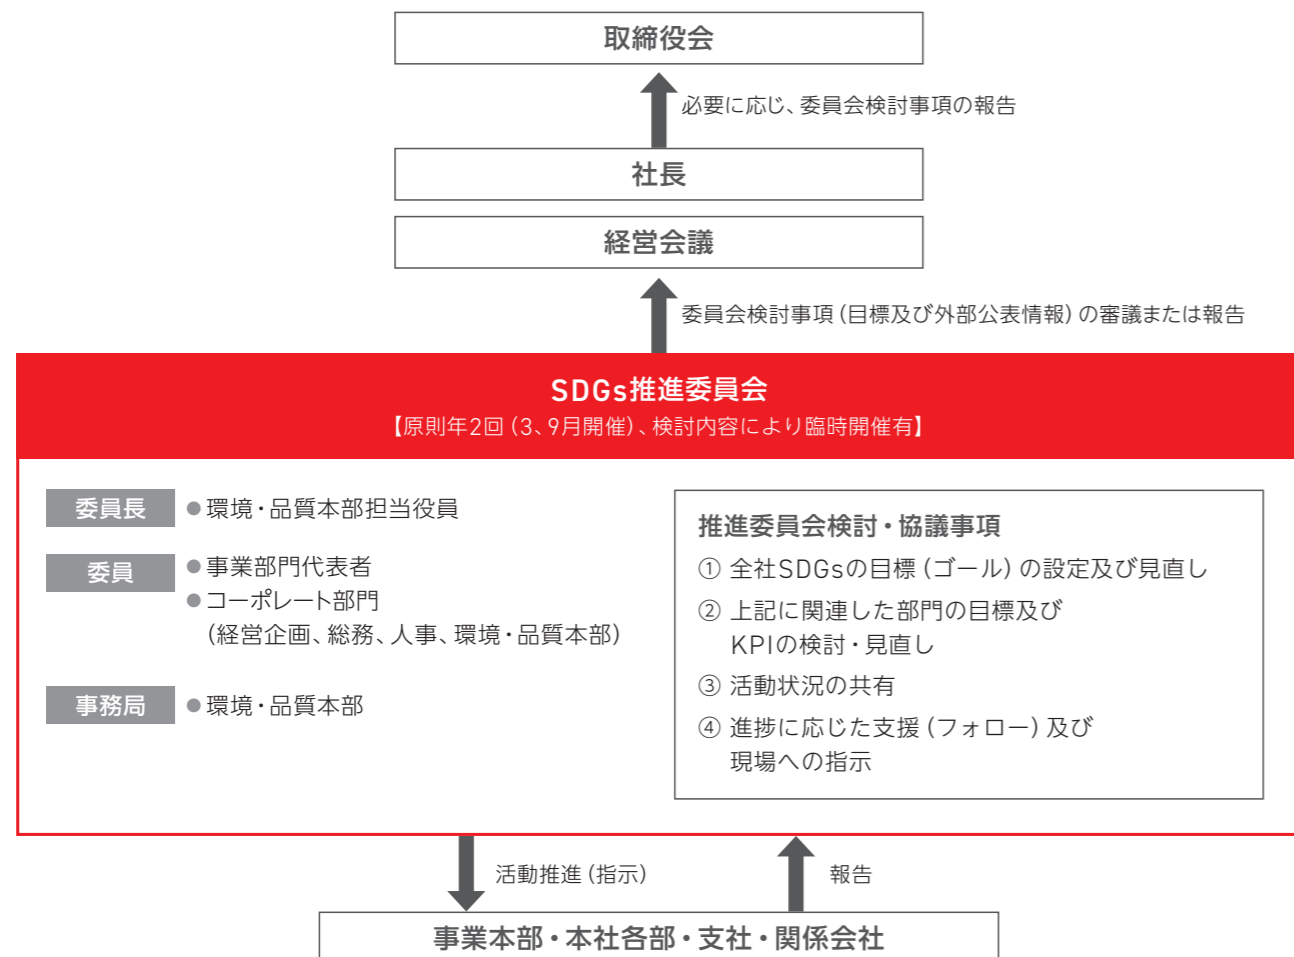 取締役会
必要に応じ、委員会検討事項の報告
社長
経営会議
委員会検討事項（目標及び外部公表情報）の審議または報告
SDGs推進委員会
【原則年2回（3、9月開催）、検討内容により臨時開催有】
委員長
●環境・品質本部担当役員
委員
●事業部門代表者
●コーポレート部門
（経営企画、総務、人事、環境・品質本部）
事務局
●環境・品質本部
推進委員会検討・協議事項
① 全社SDGsの目標（ゴール）の設定及び見直し
② 上記に関連した部門の目標及び
KPIの検討・見直し
③ 活動状況の共有
④ 進捗に応じた支援（フォロー）及び
現場への指示
活動推進（指示）
報告
事業本部・本社各部・支社・関係会社